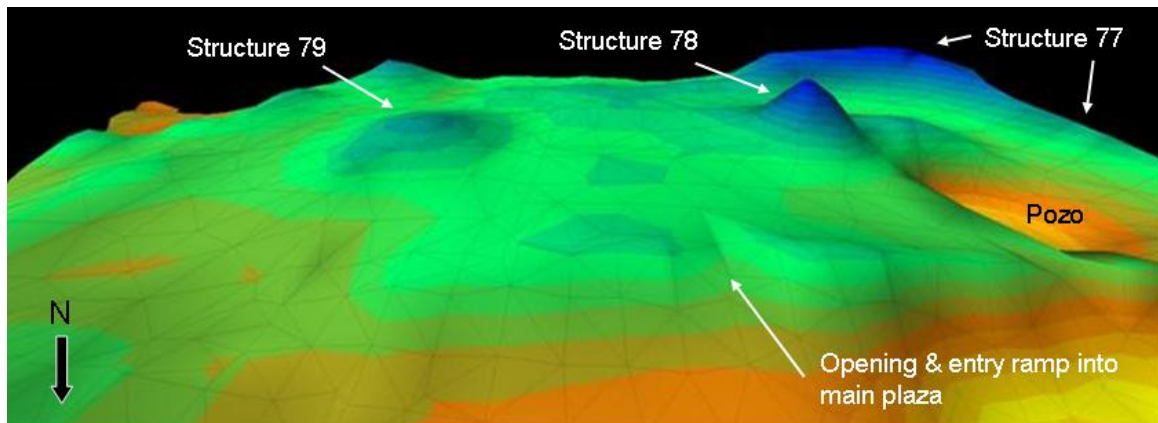 Structure 79
Structure 78
Structure 77
Pozo
N
Opening & entry ramp into
main plaza